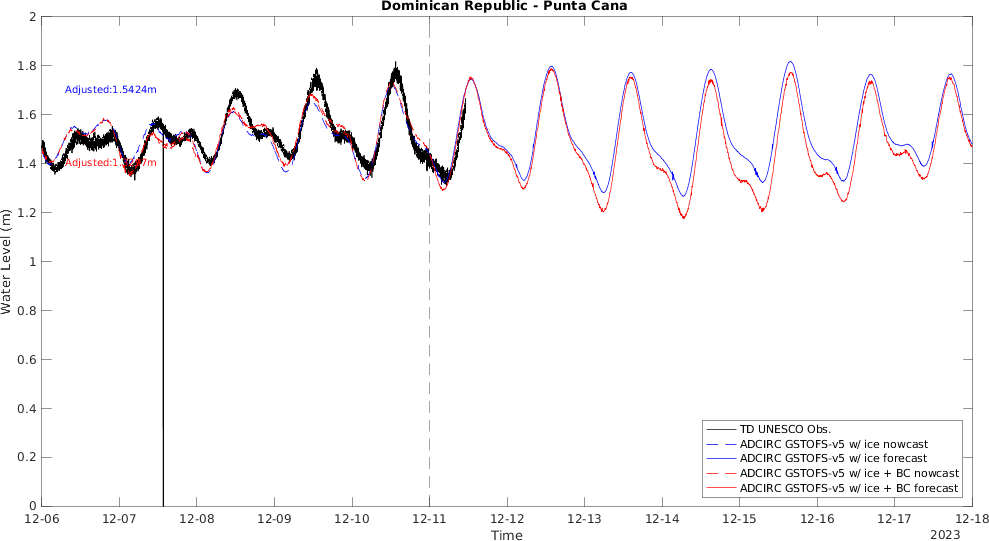 Dominican Republic - Punta Cana
2
1.8
1.6
1.4
1.2
1
0.8
0.6
0.4
0.2
0
Water Level (m)
Adjusted:1.5424m
TD UNESCO Obs.
ADCIRC GSTOFS-v5 w/ ice nowcast
ADCIRC GSTOFS-v5 w/ ice forecast
ADCIRC GSTOFS-v5 w/ ice + BC nowcast
ADCIRC GSTOFS-v5 w/ ice + BC forecast
12-06 12-07 12-08 12-09 12-10 12-11 12-12 12-13 12-14 12-15 12-16 12-17 12-18
Time
2023